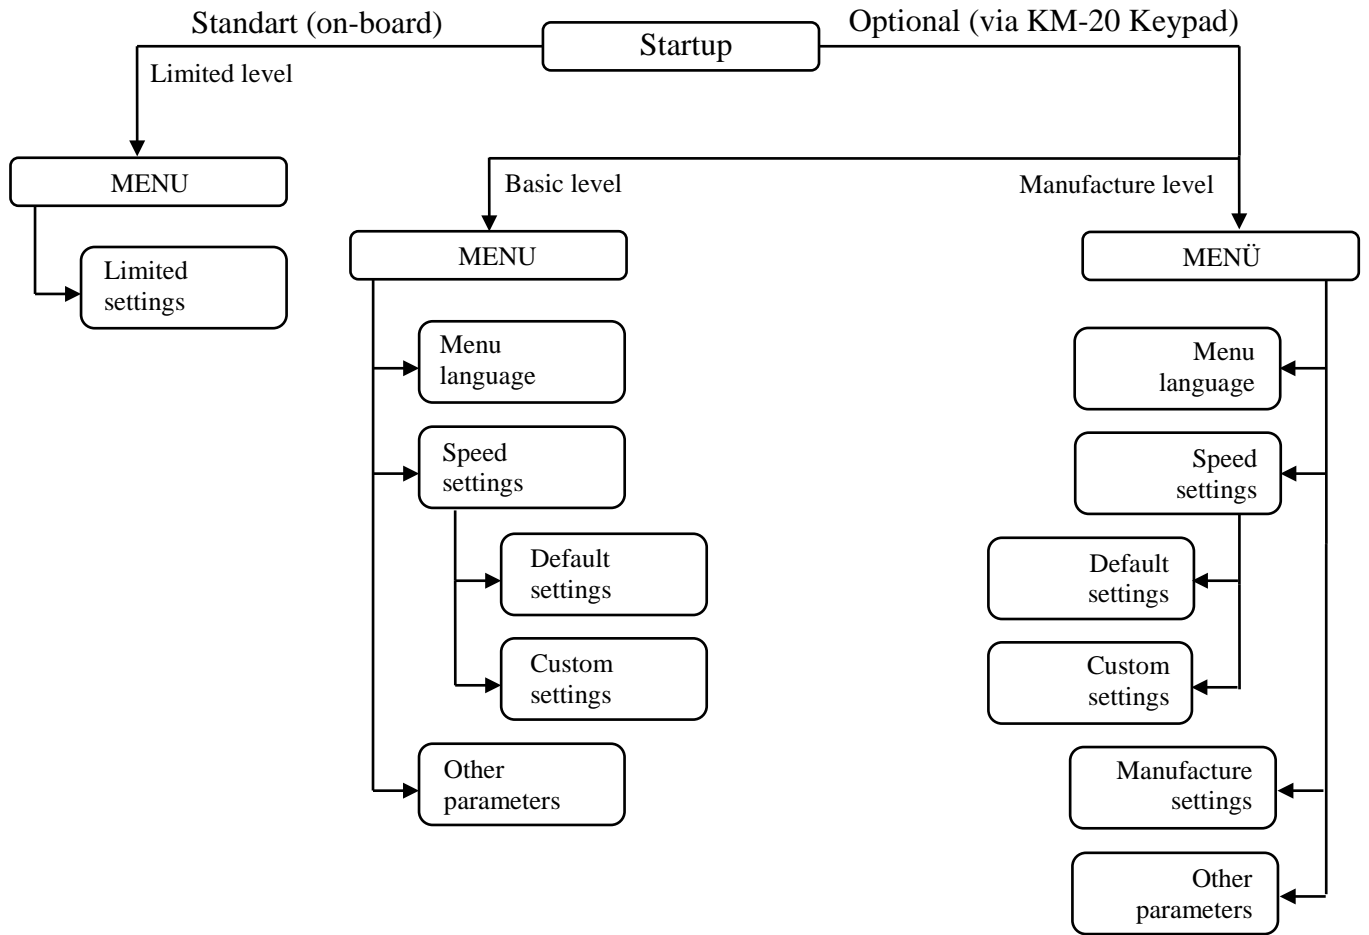 Standart (on-board)
Startup
Optional (via KM-20 Keypad)
Limited level
MENU
Limited
settings
Basic level
MENU
Menu
language
Speed
settings
Default
settings
Custom
settings
Other
parameters
Manufacture level
MENÜ
Menu
language
Speed
settings
Default
settings
Custom
settings
Manufacture
settings
Other
parameters